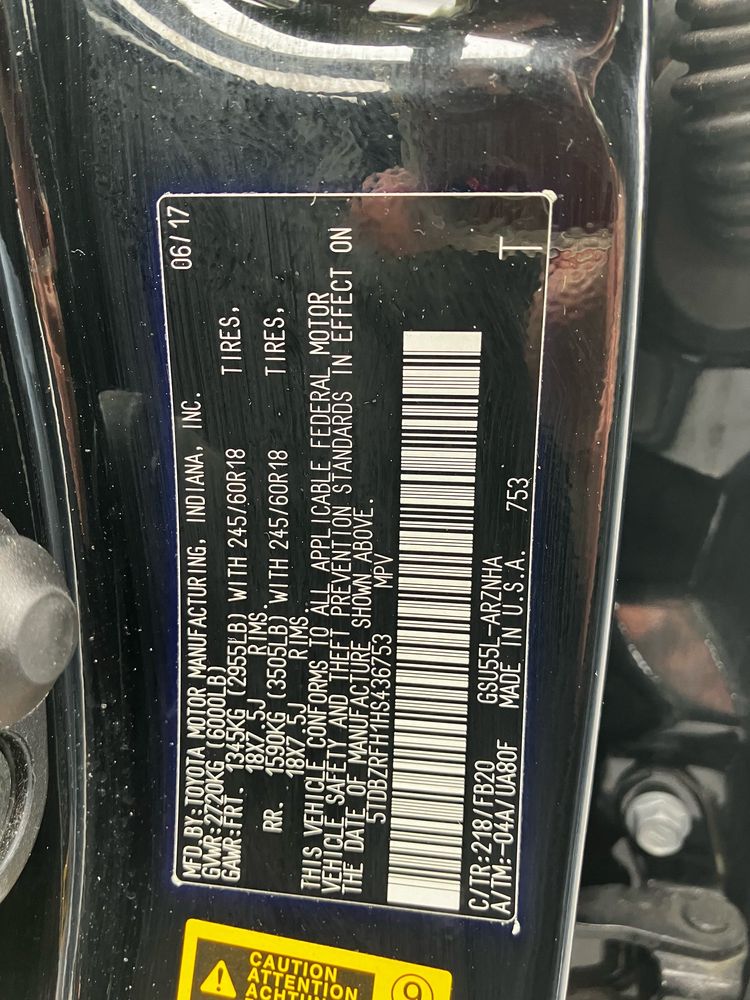 MFD.BY:TOYOTA MOTOR MANUFACTURING, INDIANA, INC. 06/17
GVWR:2720KG (6000LB)
GAWR:FRT. 1345KG (2955LB) WITH 245/60R18 TIRES,
18X7.5J RIMS.
RR. 1590KG (3505LB) WITH 245/60R18 TIRES,
18X7.5J RIMS.
THIS VEHICLE CONFORMS TO ALL APPLICABLE FEDERAL MOTOR
VEHICLE SAFETY AND THEFT PREVENTION STANDARDS IN EFFECT ON
THE DATE OF MANUFACTURE SHOWN ABOVE.
5TDBZRFH1HS436753 MPV
C/TR:218/FB20 GSU55L-ARZNHA T
A/TM:-04A/UA80F MADE IN U.S.A. 753
CAUTION
ATTENTION
ACHTUNG
9